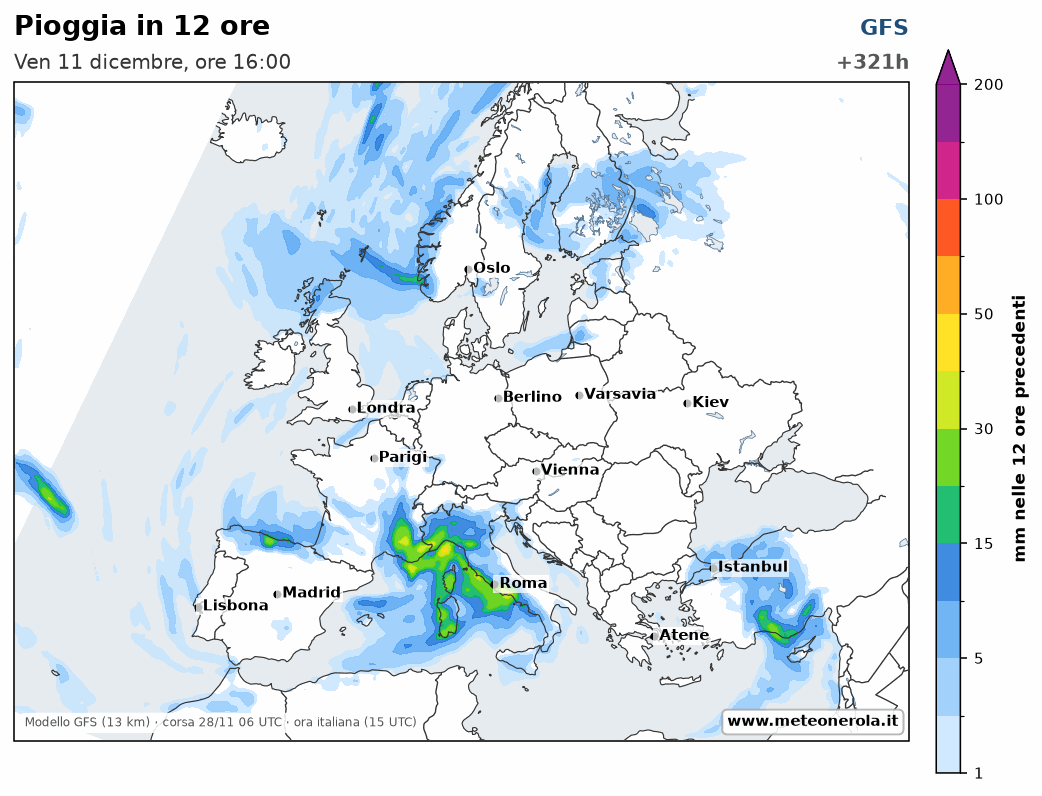 Pioggia in 12 ore
GFS
Ven 11 dicembre, ore 16:00
+321h
200
100
50
30
15
5
1
mm nelle 12 ore precedenti
Oslo
Berlino
Varsavia
Kiev
Londra
Parigi
Vienna
Istanbul
Roma
Madrid
Lisbona
Atene
Modello GFS (13 km) · corsa 28/11 06 UTC · ora italiana (15 UTC)
www.meteonerola.it